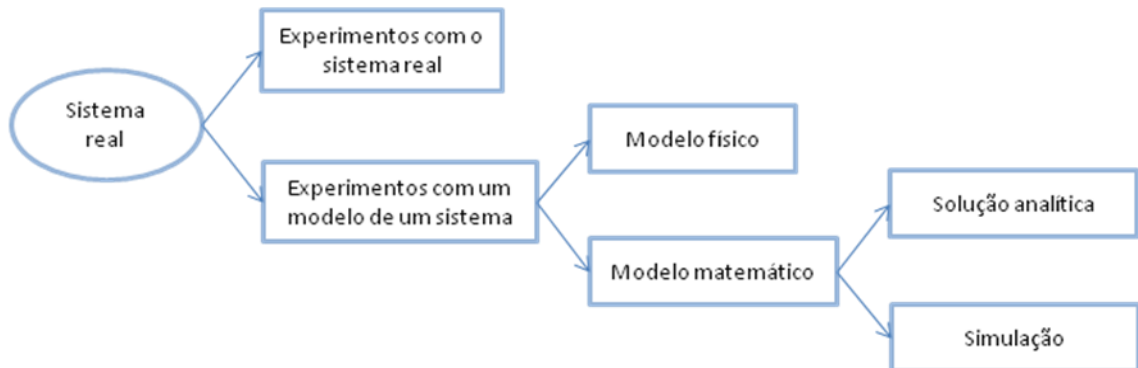 Sistema
real
Experimentos com o
sistema real
Experimentos com um
modelo de um sistema
Modelo físico
Modelo matemático
Solução analítica
Simulação